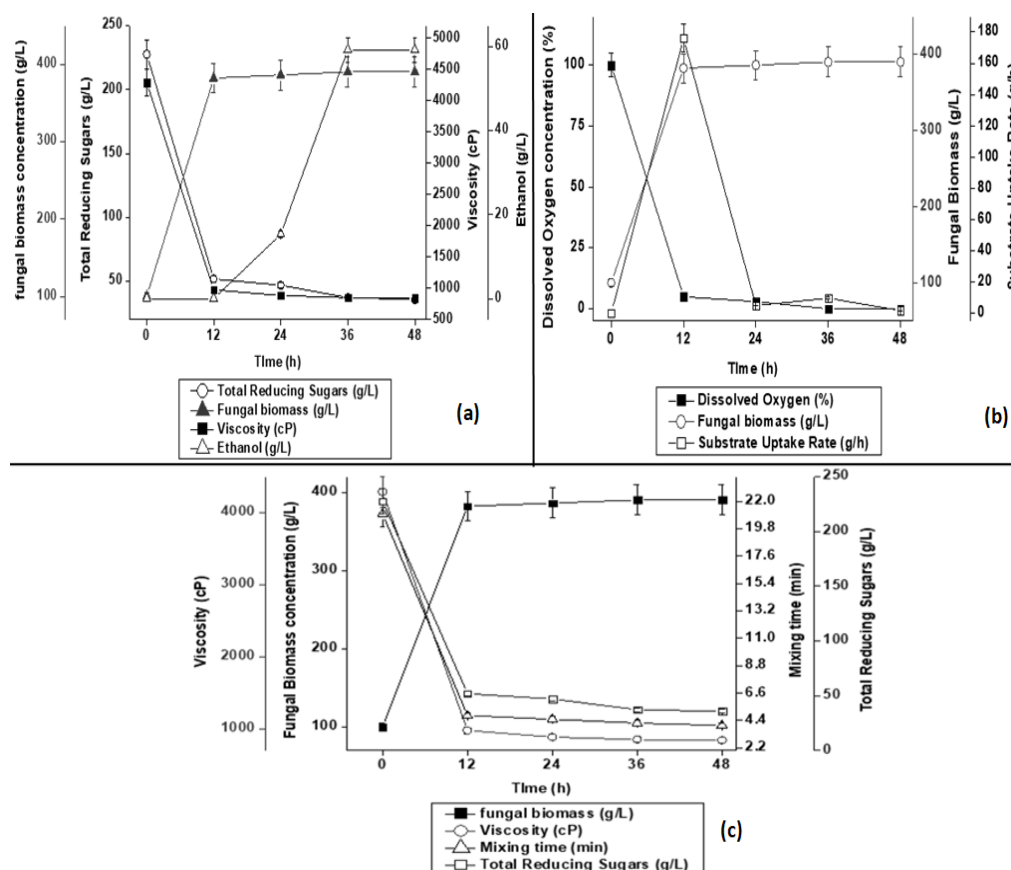 fungal biomass concentration (g/L)
400
300
200
100
Total Reducing Sugars (g/L)
250
200
150
100
50
5000
4500
4000
3500
3000
2500
2000
1500
1000
500
Viscosity (cP)
60
40
20
0
Ethanol (g/L)
0 12 24 36 48
TIme (h)
Total Reducing Sugars (g/L)
Fungal biomass (g/L)
Viscosity (cP)
Ethanol (g/L)
(a)
Dissolved Oxygen concentration (%)
100
75
50
25
0
400
300
200
100
Fungal Biomass (g/L)
180
160
140
120
100
80
60
40
20
0
Substrate Uptake Rate (g/h)
0 12 24 36 48
TIme (h)
Dissolved Oxygen (%)
Fungal biomass (g/L)
Substrate Uptake Rate (g/h)
(b)
Viscosity (cP)
4000
3000
2000
1000
Fungal Biomass concentration (g/L)
400
300
400
200
100
22.0
19.8
17.6
15.4
13.2
11.0
8.8
6.6
4.4
2.2
Mixing time (min)
250
200
150
100
50
0
Total Reducing Sugars (g/L)
0 12 24 36 48
TIme (h)
fungal biomass (g/L)
Viscosity (cP)
Mixing time (min)
Total Reducing Sugars (g/L)
(c)